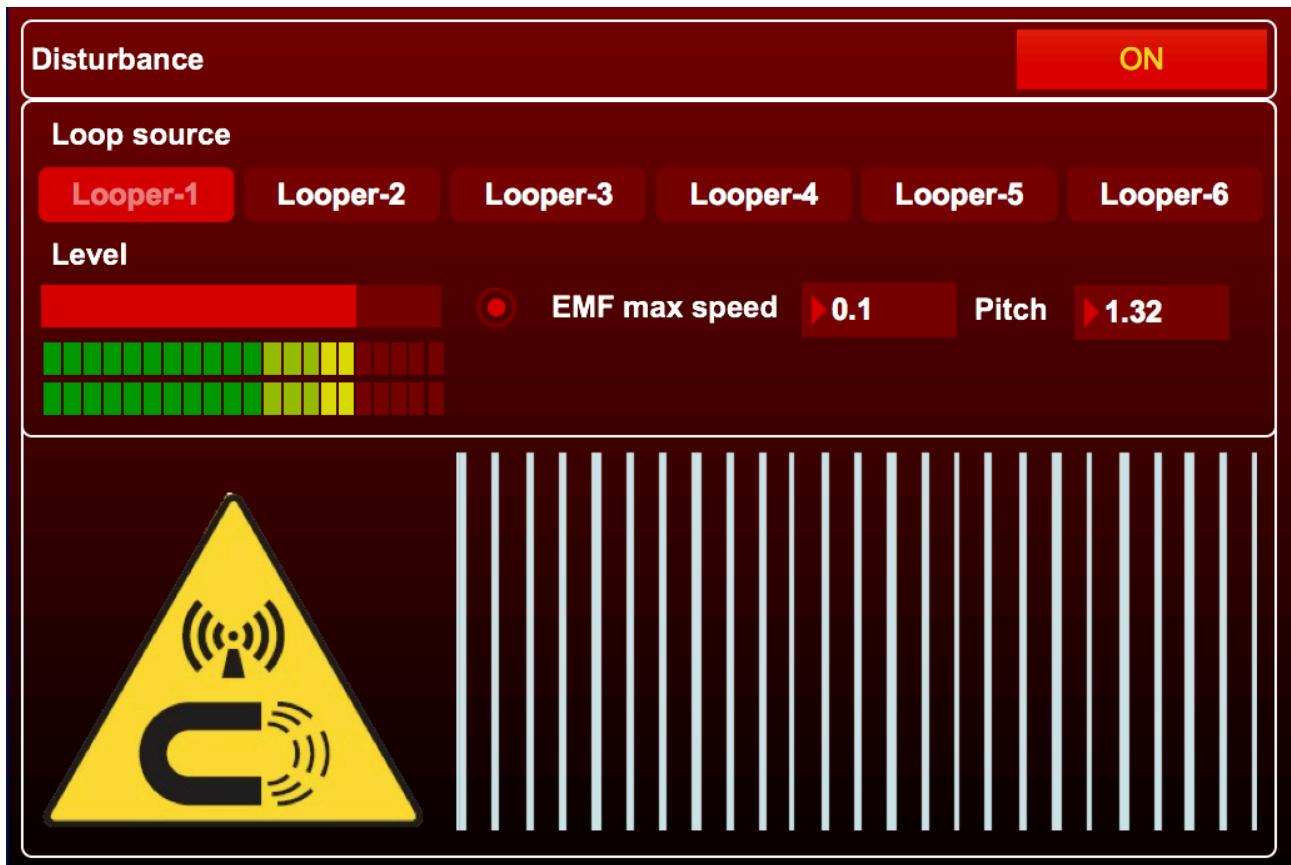 Disturbance ON
Loop source
Looper-1 Looper-2 Looper-3 Looper-4 Looper-5 Looper-6
Level
EMF max speed 0.1 Pitch 1.32